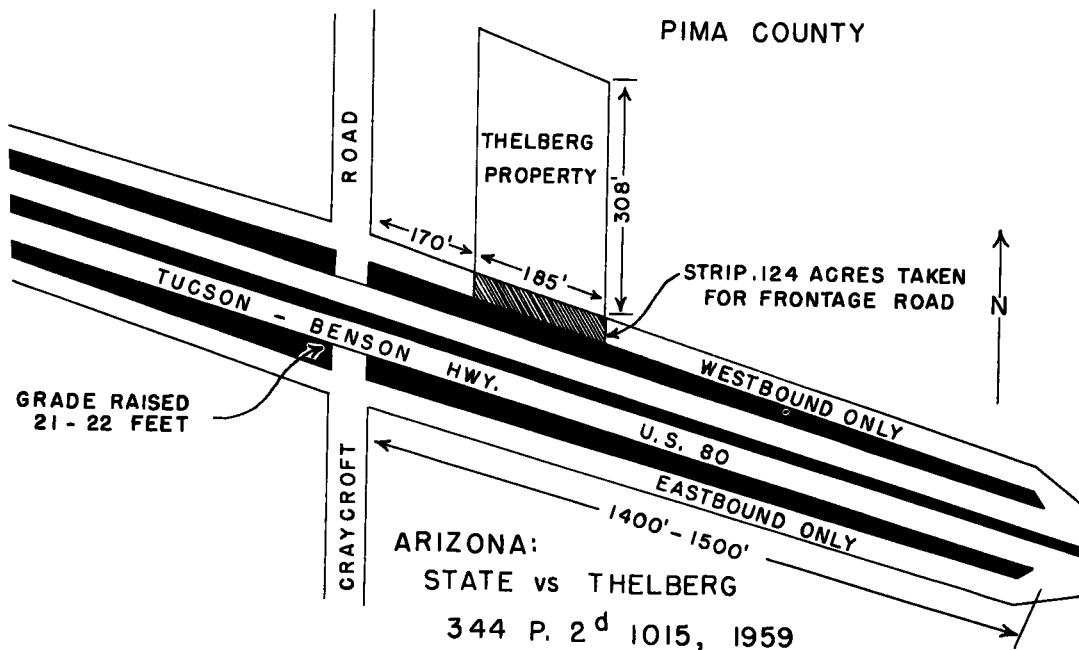 PIMA COUNTY
ROAD
THELBERG
PROPERTY
308'
170'
185'
STRIP .124 ACRES TAKEN
FOR FRONTAGE ROAD
N
TUCSON - BENSON HWY.
WESTBOUND ONLY
U.S. 80
EASTBOUND ONLY
GRADE RAISED
21 - 22 FEET
1400' - 1500'
CRAYCROFT
ARIZONA:
STATE vs THELBERG
344 P. 2d 1015, 1959